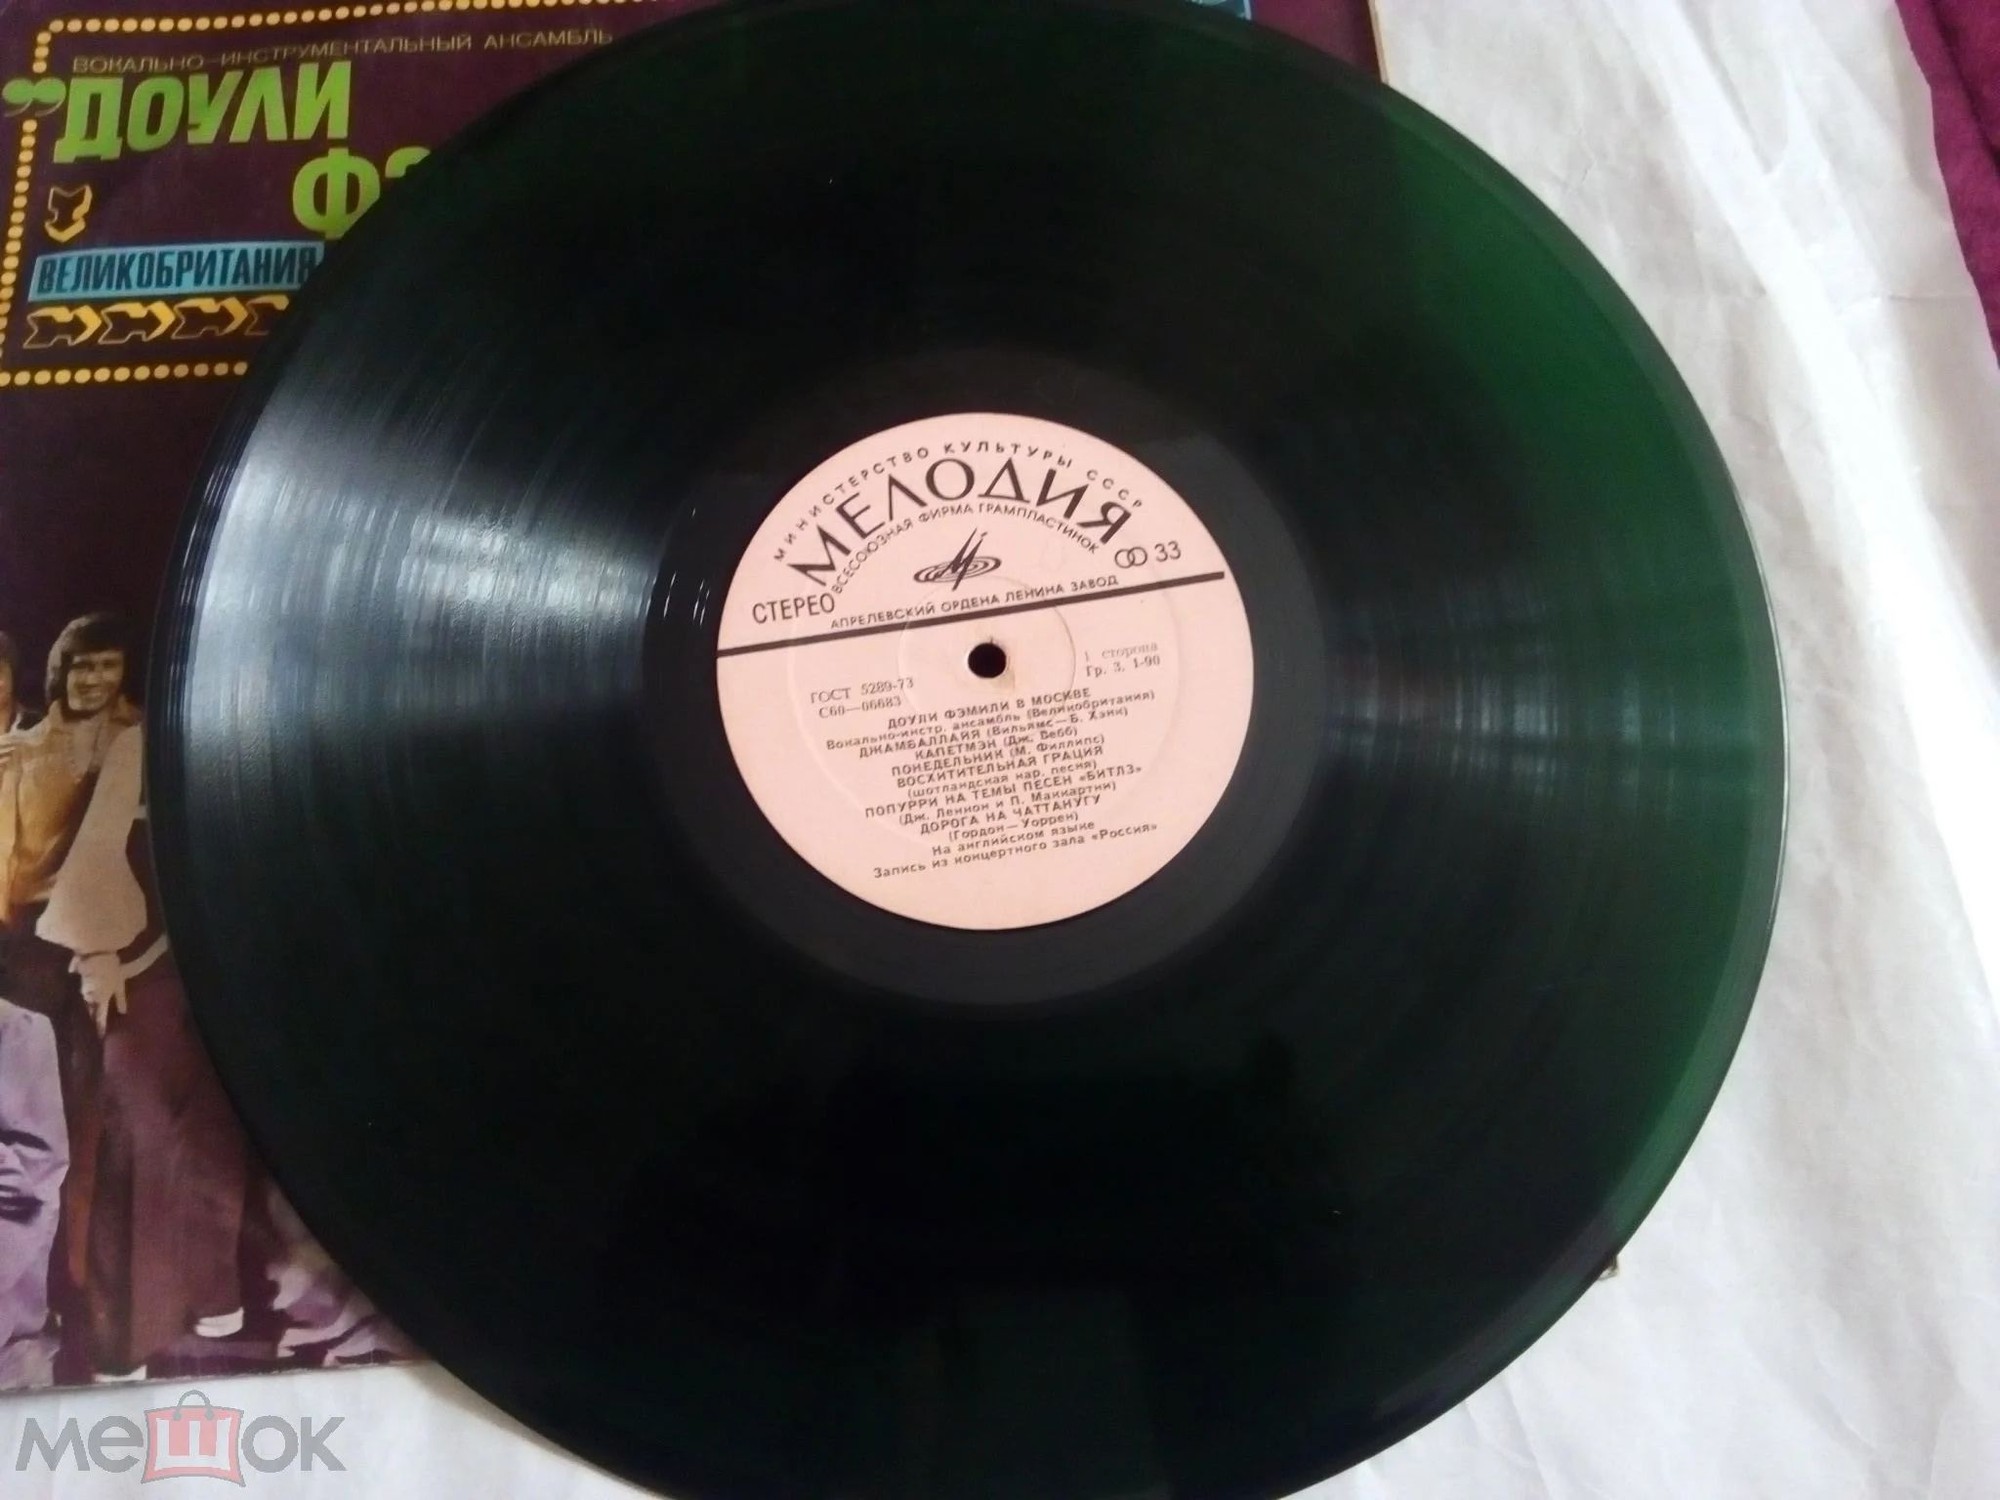 ВОКАЛЬНО-ИНСТРУМЕНТАЛЬНЫЙ АНСАМБЛЬ
"ДОУЛИ
ВЕЛИКОБРИТАНИЯ
МИНИСТЕРСТВО КУЛЬТУРЫ СССР
МЕЛОДИЯ
ВСЕСОЮЗНАЯ ФИРМА ГРАМПЛАСТИНОК
СТЕРЕО
33
АПРЕЛЕВСКИЙ ОРДЕНА ЛЕНИНА ЗАВОД
ГОСТ 5289-73
1 сторона
С60—06683
Гр. 3. 1-90
ДОУЛИ ФЭМИЛИ В МОСКВЕ
Вокально-инстр. ансамбль (Великобритания)
ДЖАМБАЛЛАЙЯ (Вильямс—Б. Хэнк)
КАПЕТМЭН (Дж. Вебб)
ПОНЕДЕЛЬНИК (М. Филлипс)
ВОСХИТИТЕЛЬНАЯ ГРАЦИЯ
(шотландская нар. песня)
ПОПУРРИ НА ТЕМЫ ПЕСЕН «БИТЛЗ»
(Дж. Леннон и П. Маккартни)
ДОРОГА НА ЧАТТАНУГУ
(Гордон—Уоррен)
На английском языке
Запись из концертного зала «Россия»
мешок